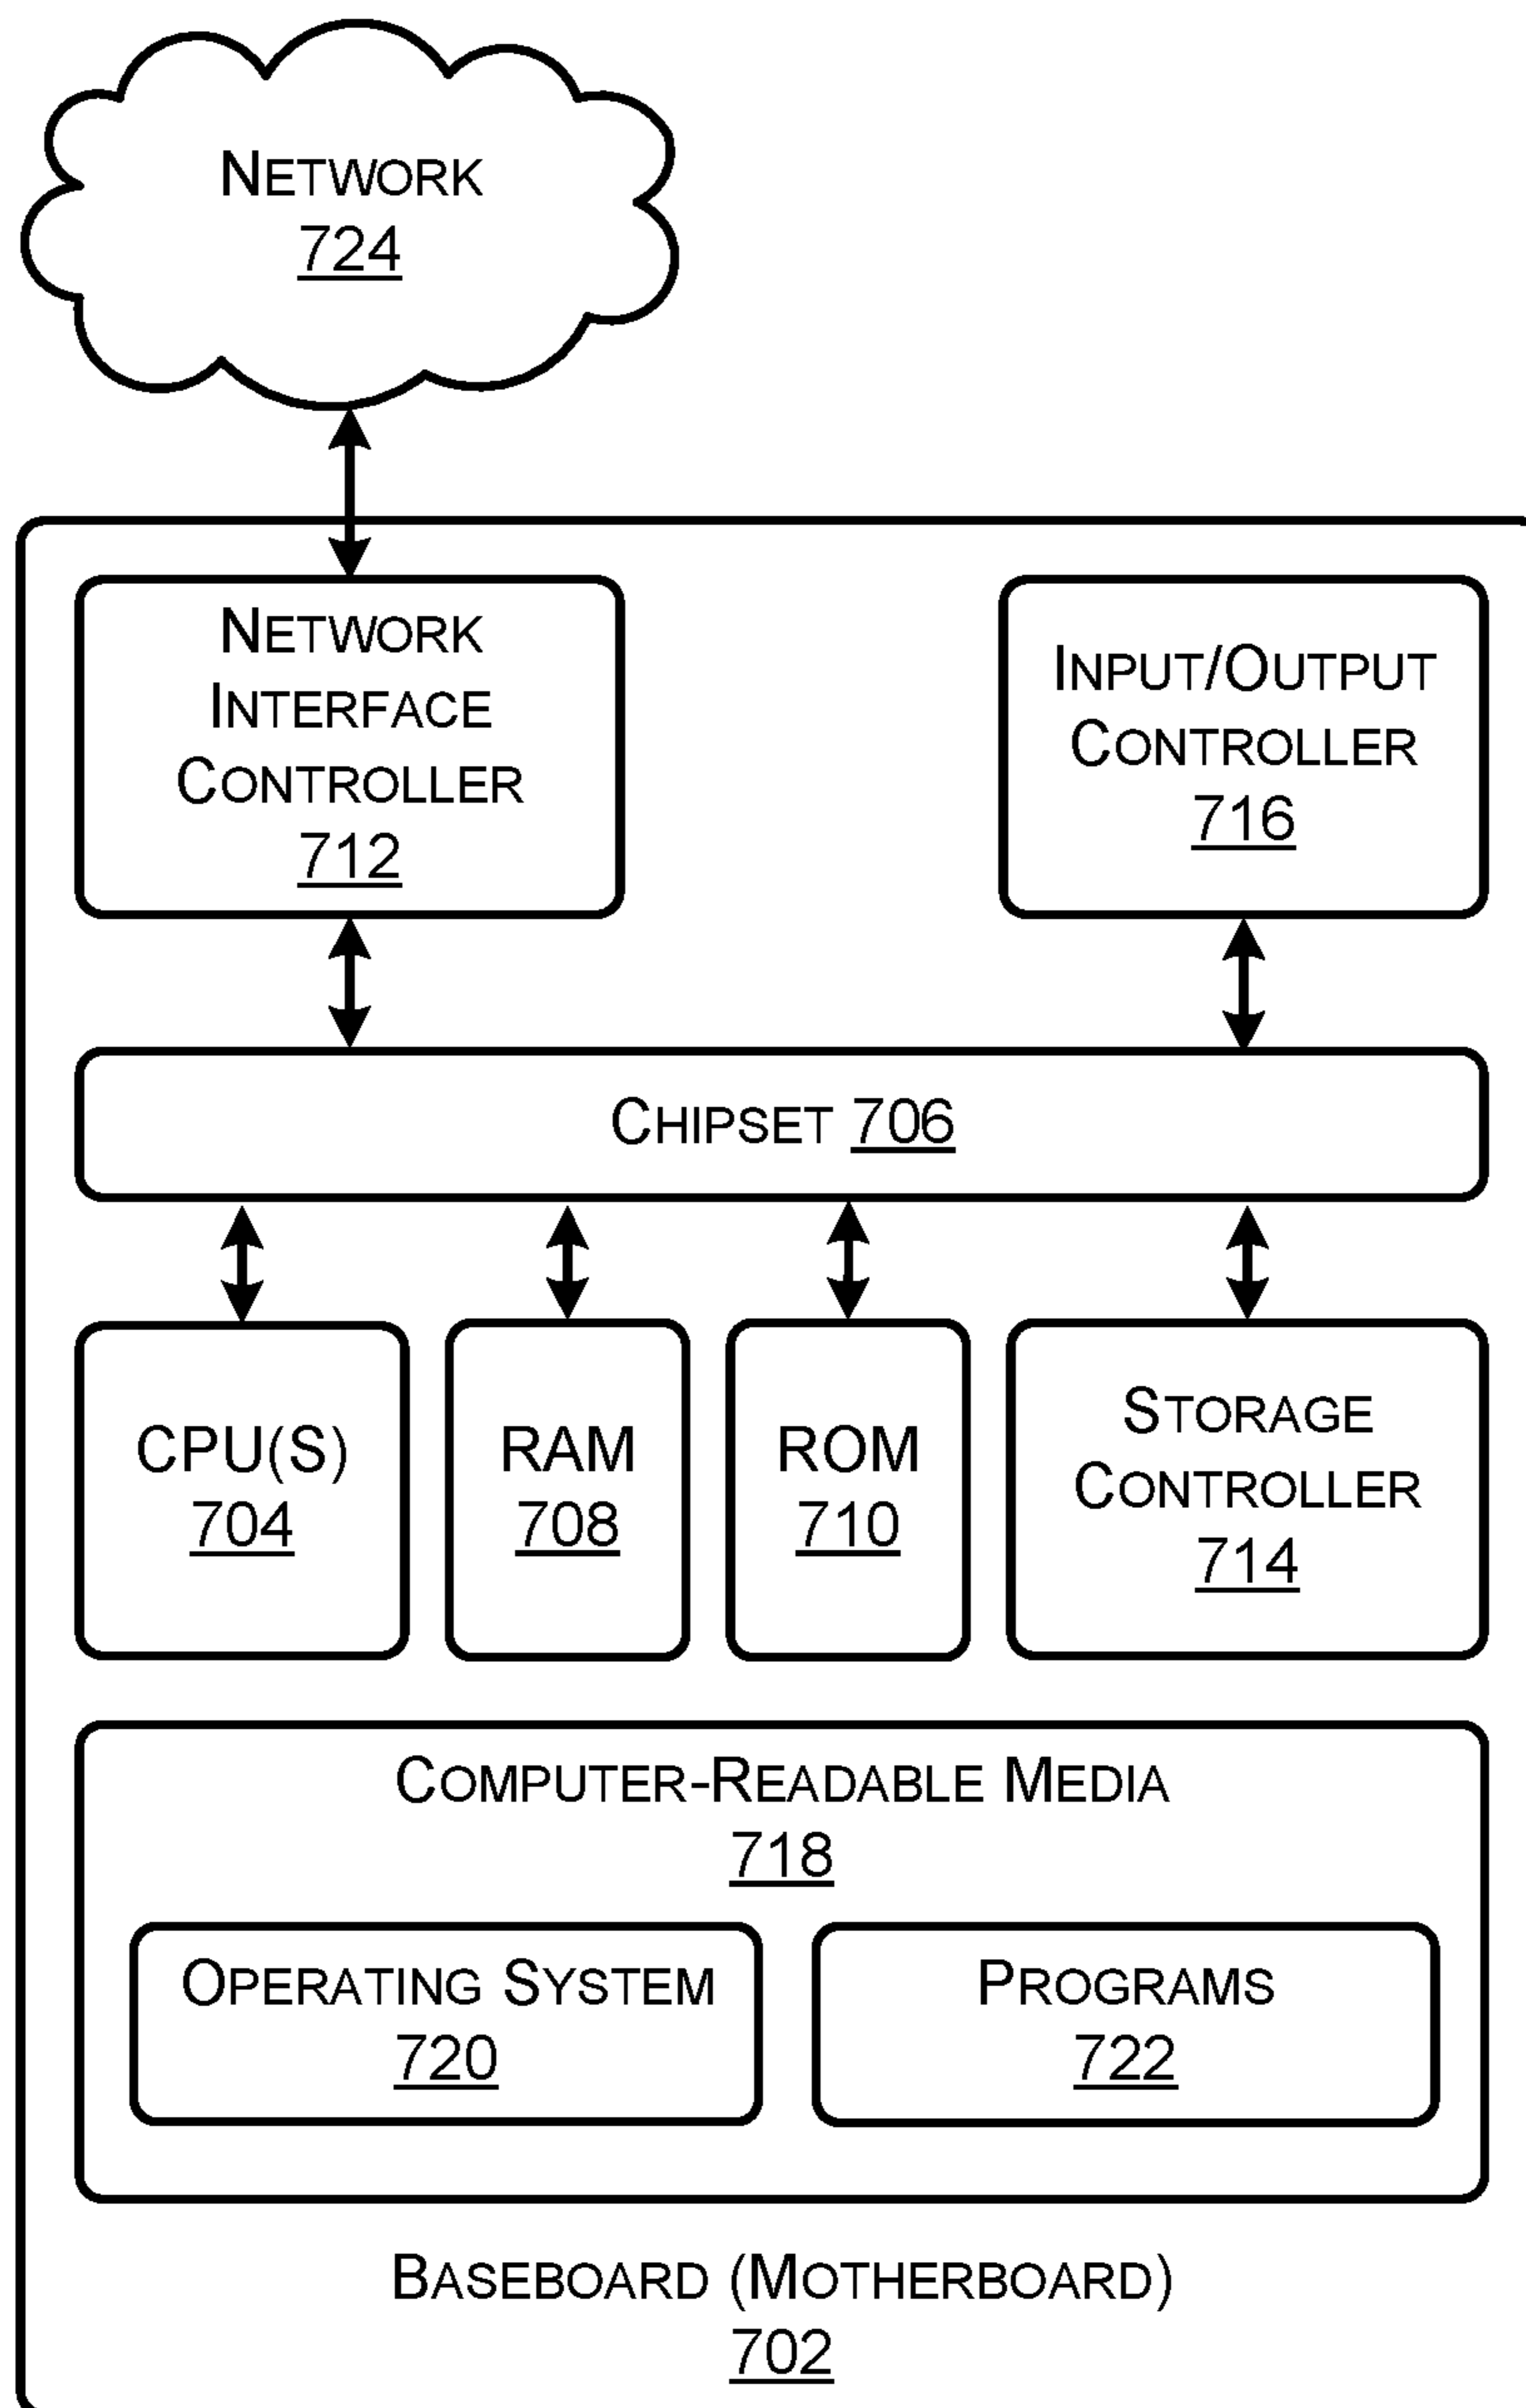 NETWORK
724
NETWORK
INTERFACE
CONTROLLER
712
INPUT/OUTPUT
CONTROLLER
716
CHIPSET 706
CPU(S)
704
RAM
708
ROM
710
STORAGE
CONTROLLER
714
COMPUTER-READABLE MEDIA
718
OPERATING SYSTEM
720
PROGRAMS
722
BASEBOARD (MOTHERBOARD)
702